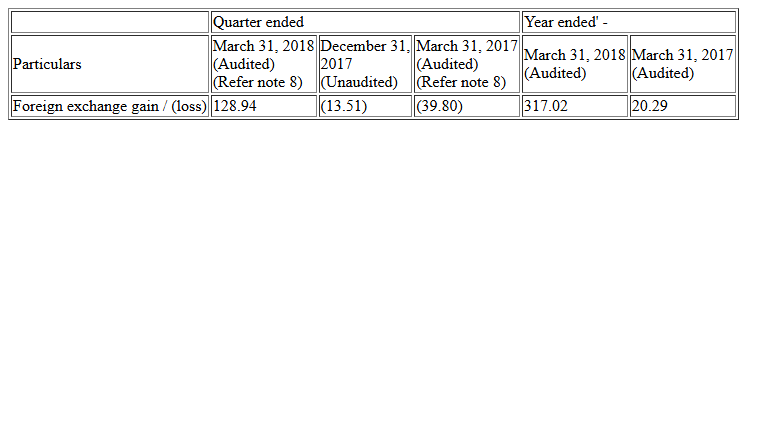 Quarter ended Year ended' -
Particulars
March 31, 2018
(Audited)
(Refer note 8)
December 31,
2017
(Unaudited)
March 31, 2017
(Audited)
(Refer note 8)
March 31, 2018
(Audited)
March 31, 2017
(Audited)
Foreign exchange gain / (loss) 128.94 (13.51) (39.80) 317.02 20.29